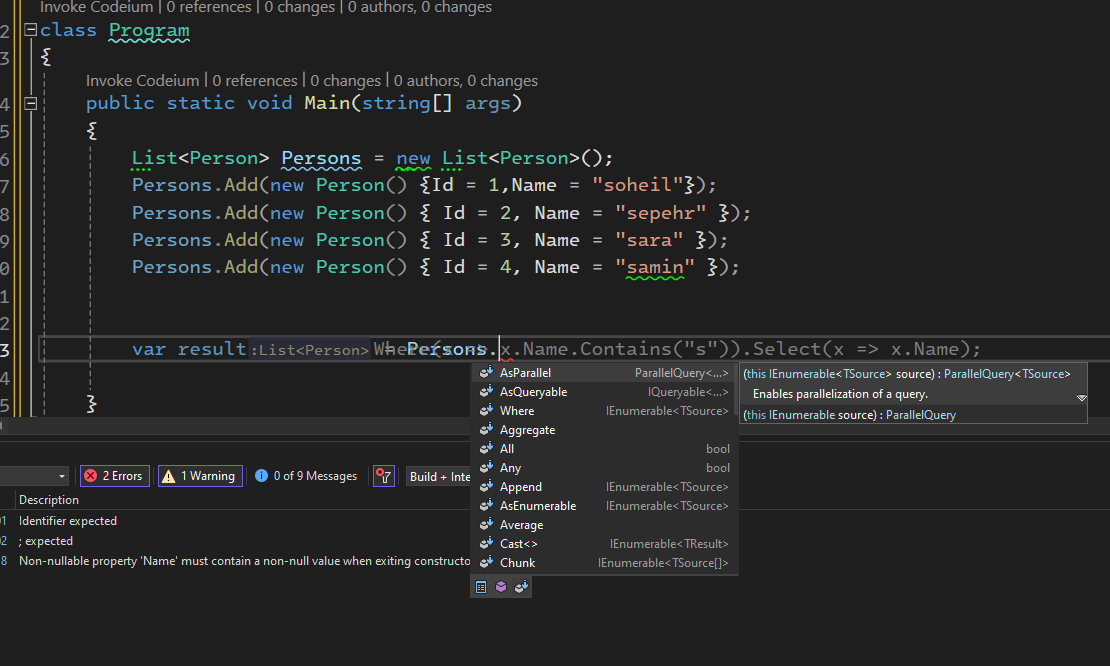 Invoke Codeium | 0 references | 0 changes | 0 authors, 0 changes
2 class Program
3 {
Invoke Codeium | 0 references | 0 changes | 0 authors, 0 changes
4 public static void Main(string[] args)
5 {
6 List<Person> Persons = new List<Person>();
7 Persons.Add(new Person() {Id = 1,Name = "soheil"});
8 Persons.Add(new Person() { Id = 2, Name = "sepehr" });
9 Persons.Add(new Person() { Id = 3, Name = "sara" });
0 Persons.Add(new Person() { Id = 4, Name = "samin" });
1
2
3 var result :List<Person> = Persons. Where(x => x.Name.Contains("s")).Select(x => x.Name);
4
5 }
AsParallel ParallelQuery<...>
AsQueryable IQueryable<...>
Where IEnumerable<TSource>
Aggregate
All bool
Any bool
Append IEnumerable<TSource>
AsEnumerable IEnumerable<TSource>
Average
Cast<> IEnumerable<TResult>
Chunk IEnumerable<TSource[]>
(this IEnumerable<TSource> source) : ParallelQuery<TSource>
Enables parallelization of a query.
(this IEnumerable source) : ParallelQuery
2 Errors 1 Warning 0 of 9 Messages Build + Inte
Description
01 Identifier expected
02 ; expected
8 Non-nullable property 'Name' must contain a non-null value when exiting constructo